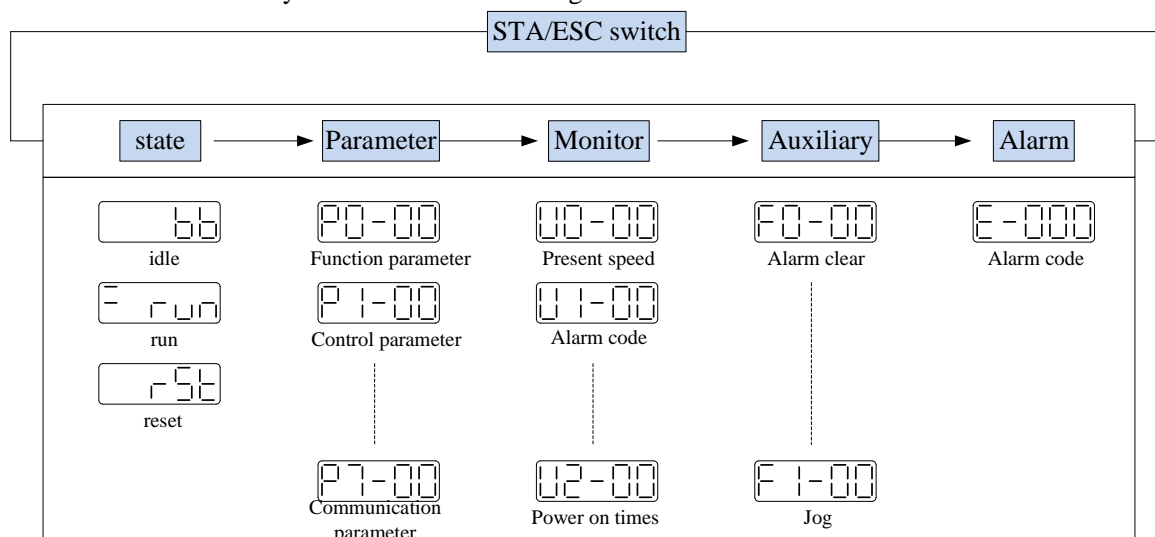 STA/ESC switch
state Parameter Monitor Auxiliary Alarm
bb P0-00 U0-00 F0-00 E-000
idle Function parameter Present speed Alarm clear Alarm code
run P1-00 U1-00
run Control parameter Alarm code
rSt
reset
P7-00 U2-00 F1-00
Communication Power on times Jog
parameter